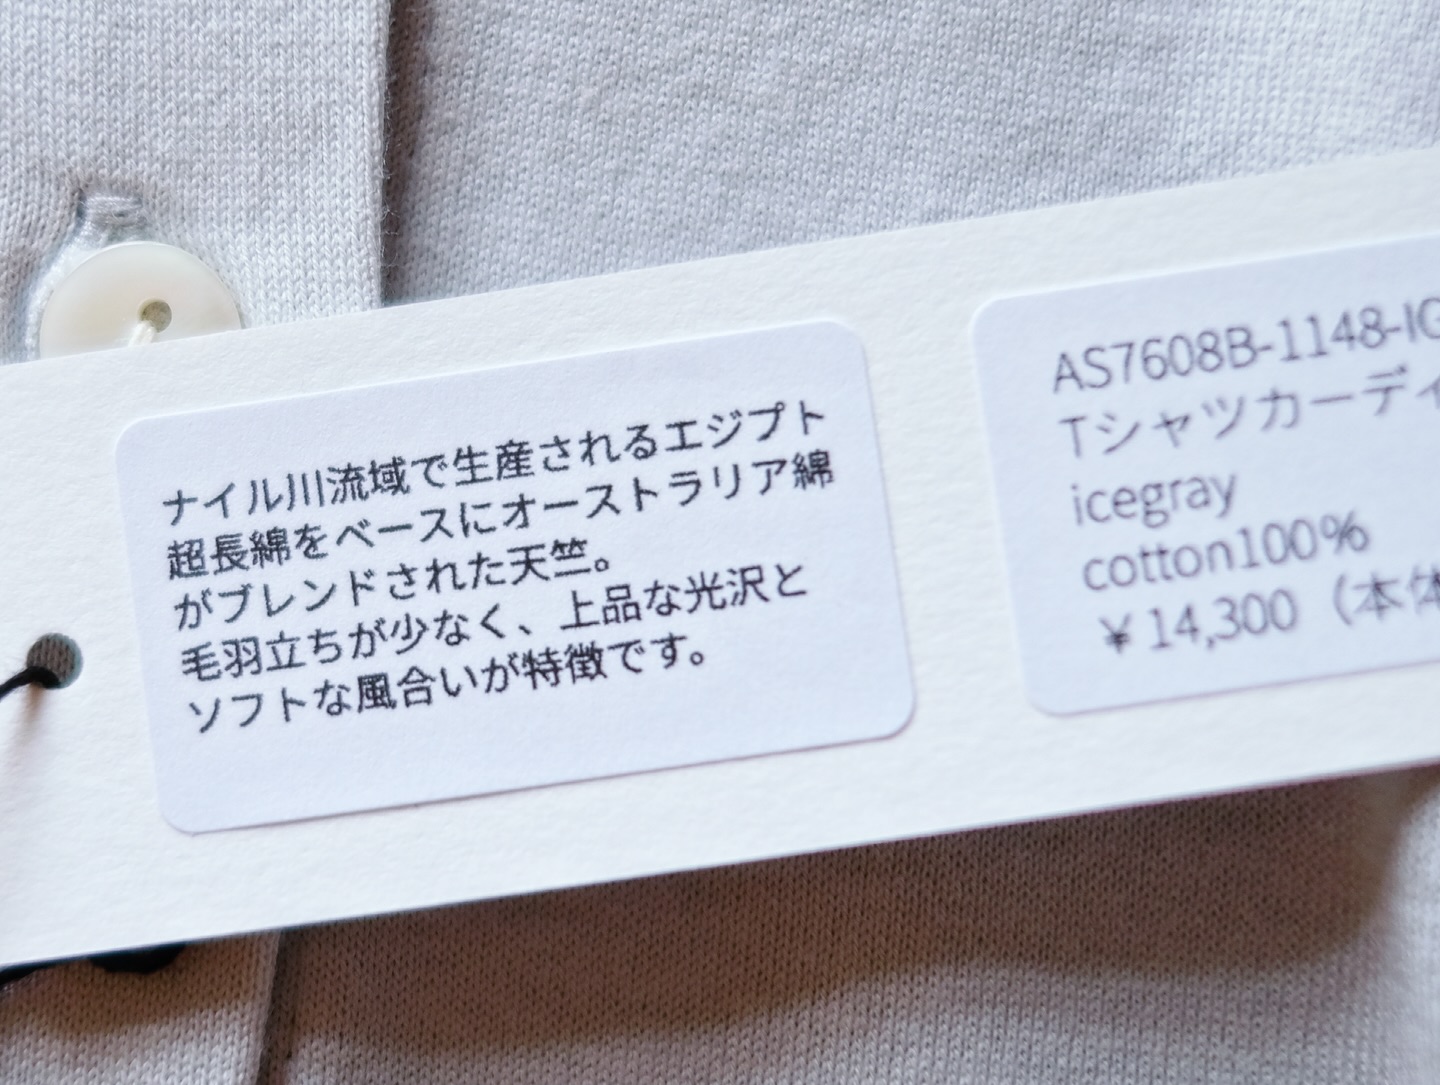 ナイル川流域で生産されるエジプト
超長綿をベースにオーストラリア綿
がブレンドされた天竺。
毛羽立ちが少なく、上品な光沢と
ソフトな風合いが特徴です。
AS7608B-1148-IG
Tシャツカーディ
icegray
cotton100%
¥ 14,300（本体